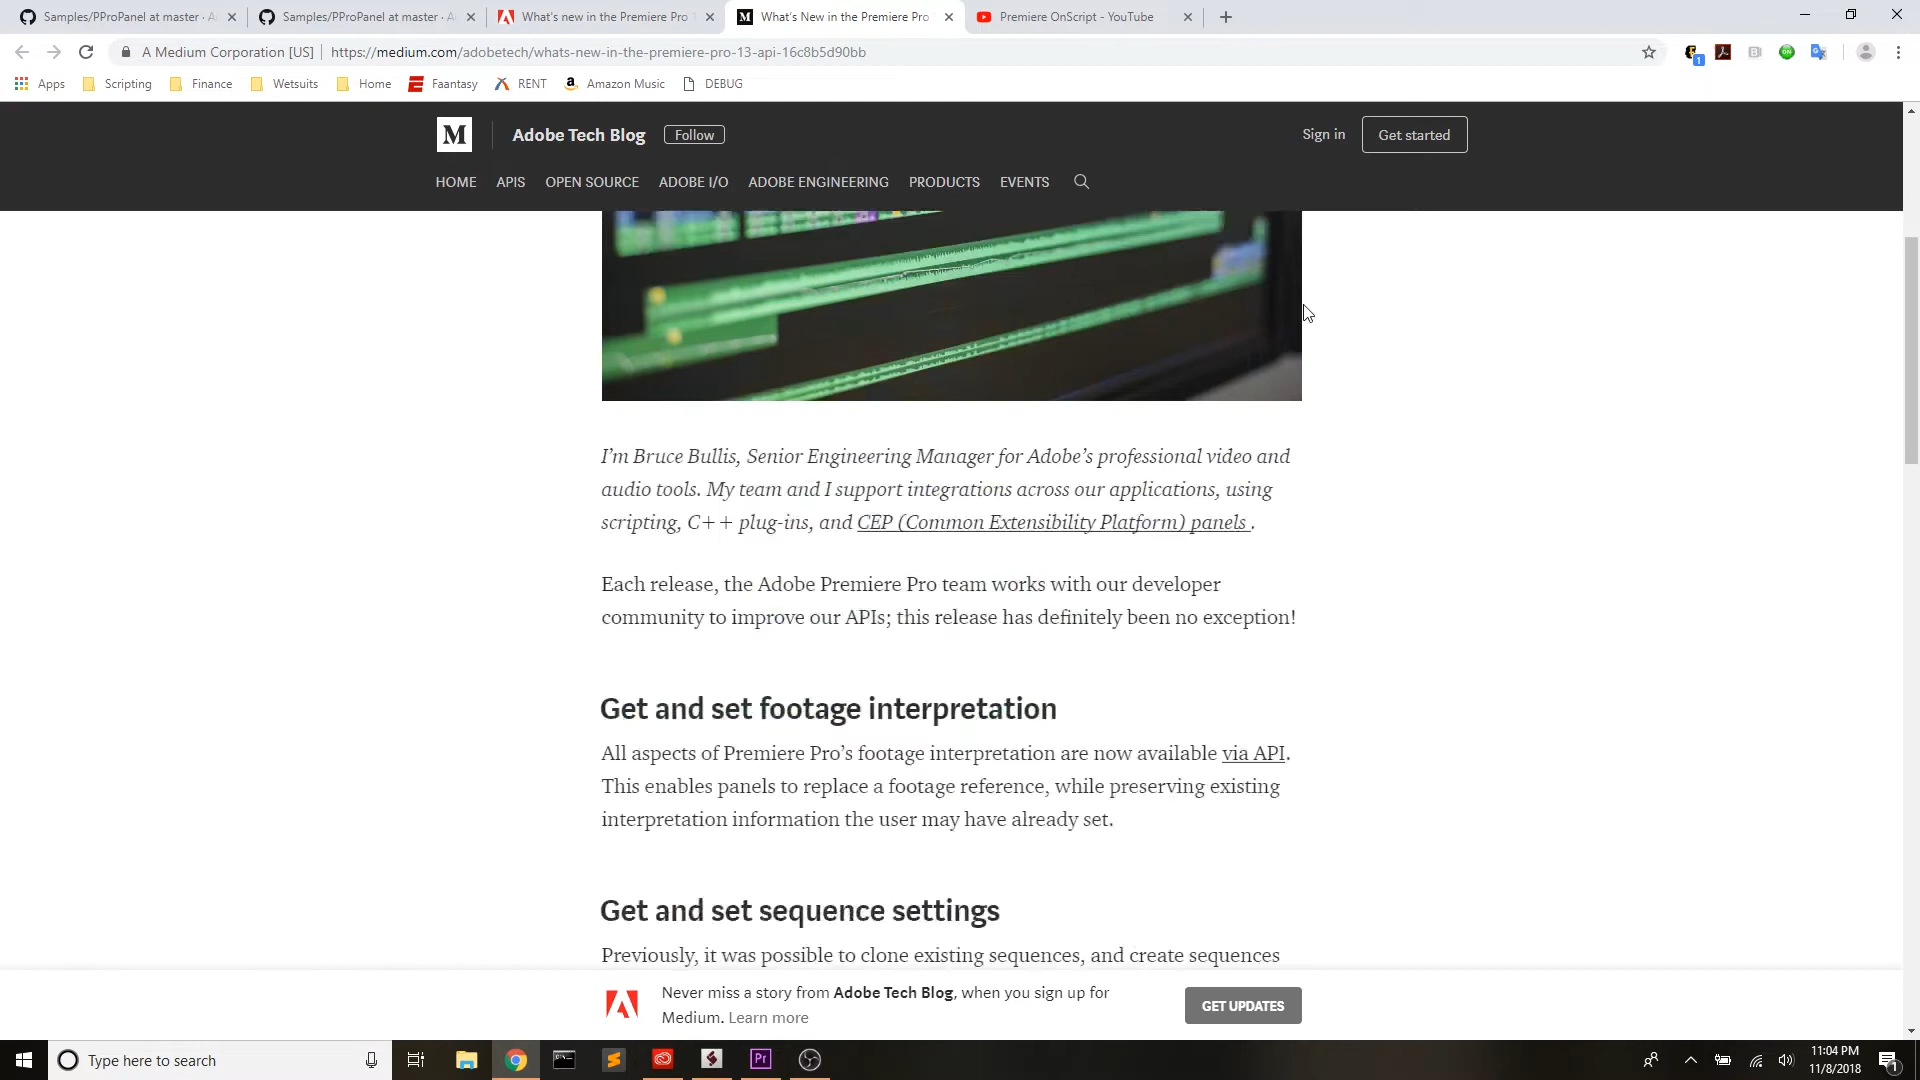 Samples/PProPanel at master · A
Samples/PProPanel at master · A
What's new in the Premiere Pro 1
What's New in the Premiere Pro
Premiere OnScript - YouTube
A Medium Corporation [US]
https://medium.com/adobetech/whats-new-in-the-premiere-pro-13-api-16c8b5d90bb
1
Apps
Scripting
Finance
Wetsuits
Home
Faantasy
RENT
Amazon Music
DEBUG
M
Adobe Tech Blog
Follow
Sign in
Get started
HOME APIS OPEN SOURCE ADOBE I/O ADOBE ENGINEERING PRODUCTS EVENTS
I'm Bruce Bullis, Senior Engineering Manager for Adobe's professional video and
audio tools. My team and I support integrations across our applications, using
scripting, C++ plug-ins, and CEP (Common Extensibility Platform) panels .
Each release, the Adobe Premiere Pro team works with our developer
community to improve our APIs; this release has definitely been no exception!
Get and set footage interpretation
All aspects of Premiere Pro's footage interpretation are now available via API.
This enables panels to replace a footage reference, while preserving existing
interpretation information the user may have already set.
Get and set sequence settings
Previously, it was possible to clone existing sequences, and create sequences
Never miss a story from Adobe Tech Blog, when you sign up for
Medium. Learn more
GET UPDATES
Type here to search
Pr
11:04 PM
11/8/2018
1